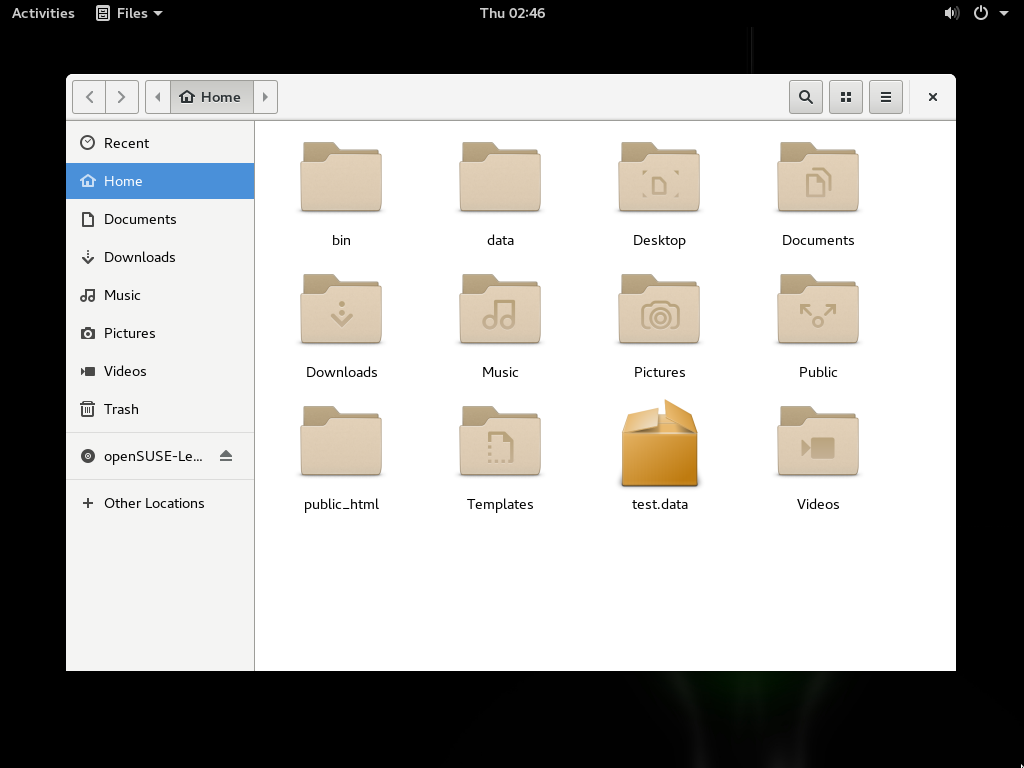 Activities Files Thu 02:46
Home
Recent
Home
Documents
Downloads
Music
Pictures
Videos
Trash
openSUSE-Le...
Other Locations
bin data Desktop Documents
Downloads Music Pictures Public
public_html Templates test.data Videos